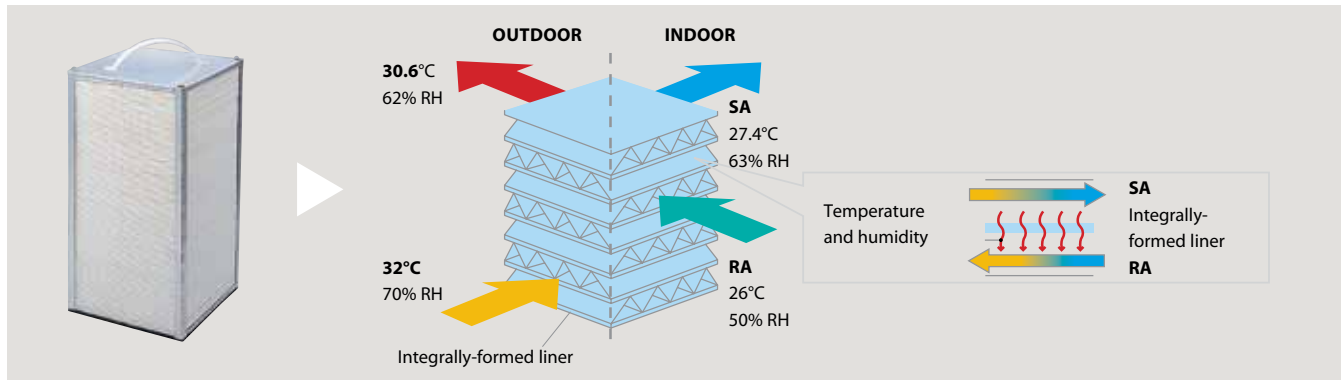 OUTDOOR
INDOOR
30.6°C
62% RH
SA
27.4°C
63% RH
32°C
70% RH
RA
26°C
50% RH
Integrally-formed liner
Temperature
and humidity
SA
Integrally-
formed liner
RA